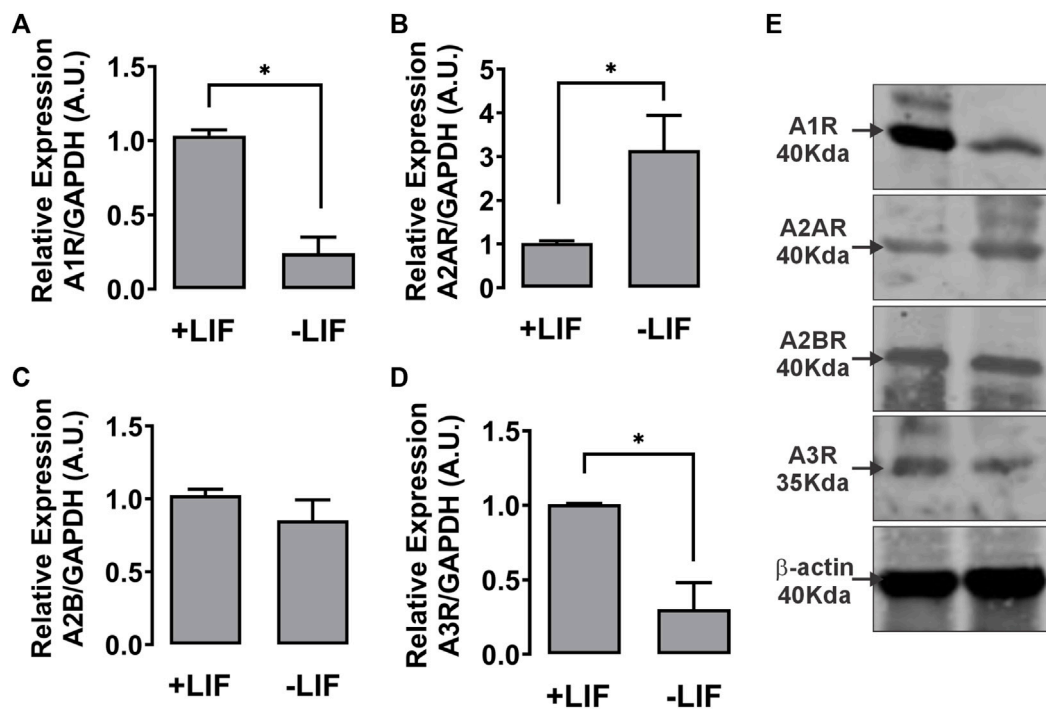 A
Relative Expression
A1R/GAPDH (A.U.)
1.5
1.0
0.5
0.0
*
+LIF
-LIF
B
Relative Expression
A2AR/GAPDH (A.U.)
5
4
3
2
1
0
*
+LIF
-LIF
C
Relative Expression
A2B/GAPDH (A.U.)
1.5
1.0
0.5
0.0
+LIF
-LIF
D
Relative Expression
A3R/GAPDH (A.U.)
1.5
1.0
0.5
0.0
*
+LIF
-LIF
E
A1R
40Kda
A2AR
40Kda
A2BR
40Kda
A3R
35Kda
β-actin
40Kda